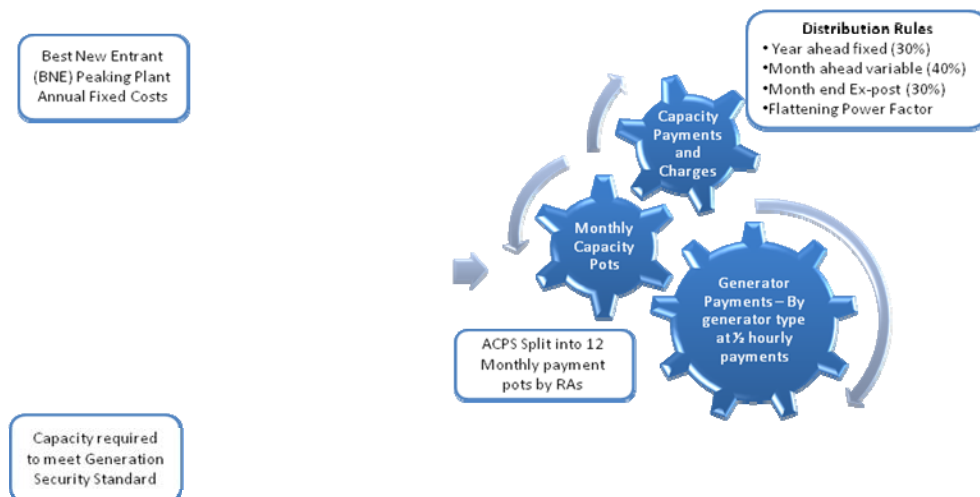 Best New Entrant
(BNE) Peaking Plant
Annual Fixed Costs
Distribution Rules
•Year ahead fixed (30%)
•Month ahead variable (40%)
•Month end Ex-post (30%)
•Flattening Power Factor
Capacity
Payments
and
Charges
Monthly
Capacity
Pots
Generator
Payments – By
generator type
at ½ hourly
payments
ACPS Split into 12
Monthly payment
pots by RAs
Capacity required
to meet Generation
Security Standard